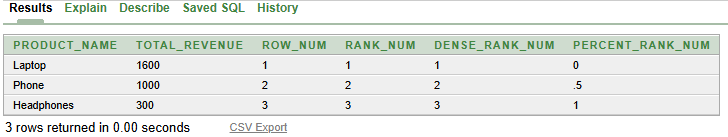 Results Explain Describe Saved SQL History
PRODUCT_NAME TOTAL_REVENUE ROW_NUM RANK_NUM DENSE_RANK_NUM PERCENT_RANK_NUM
Laptop 1600 1 1 1 0
Phone 1000 2 2 2 .5
Headphones 300 3 3 3 1
3 rows returned in 0.00 seconds CSV Export